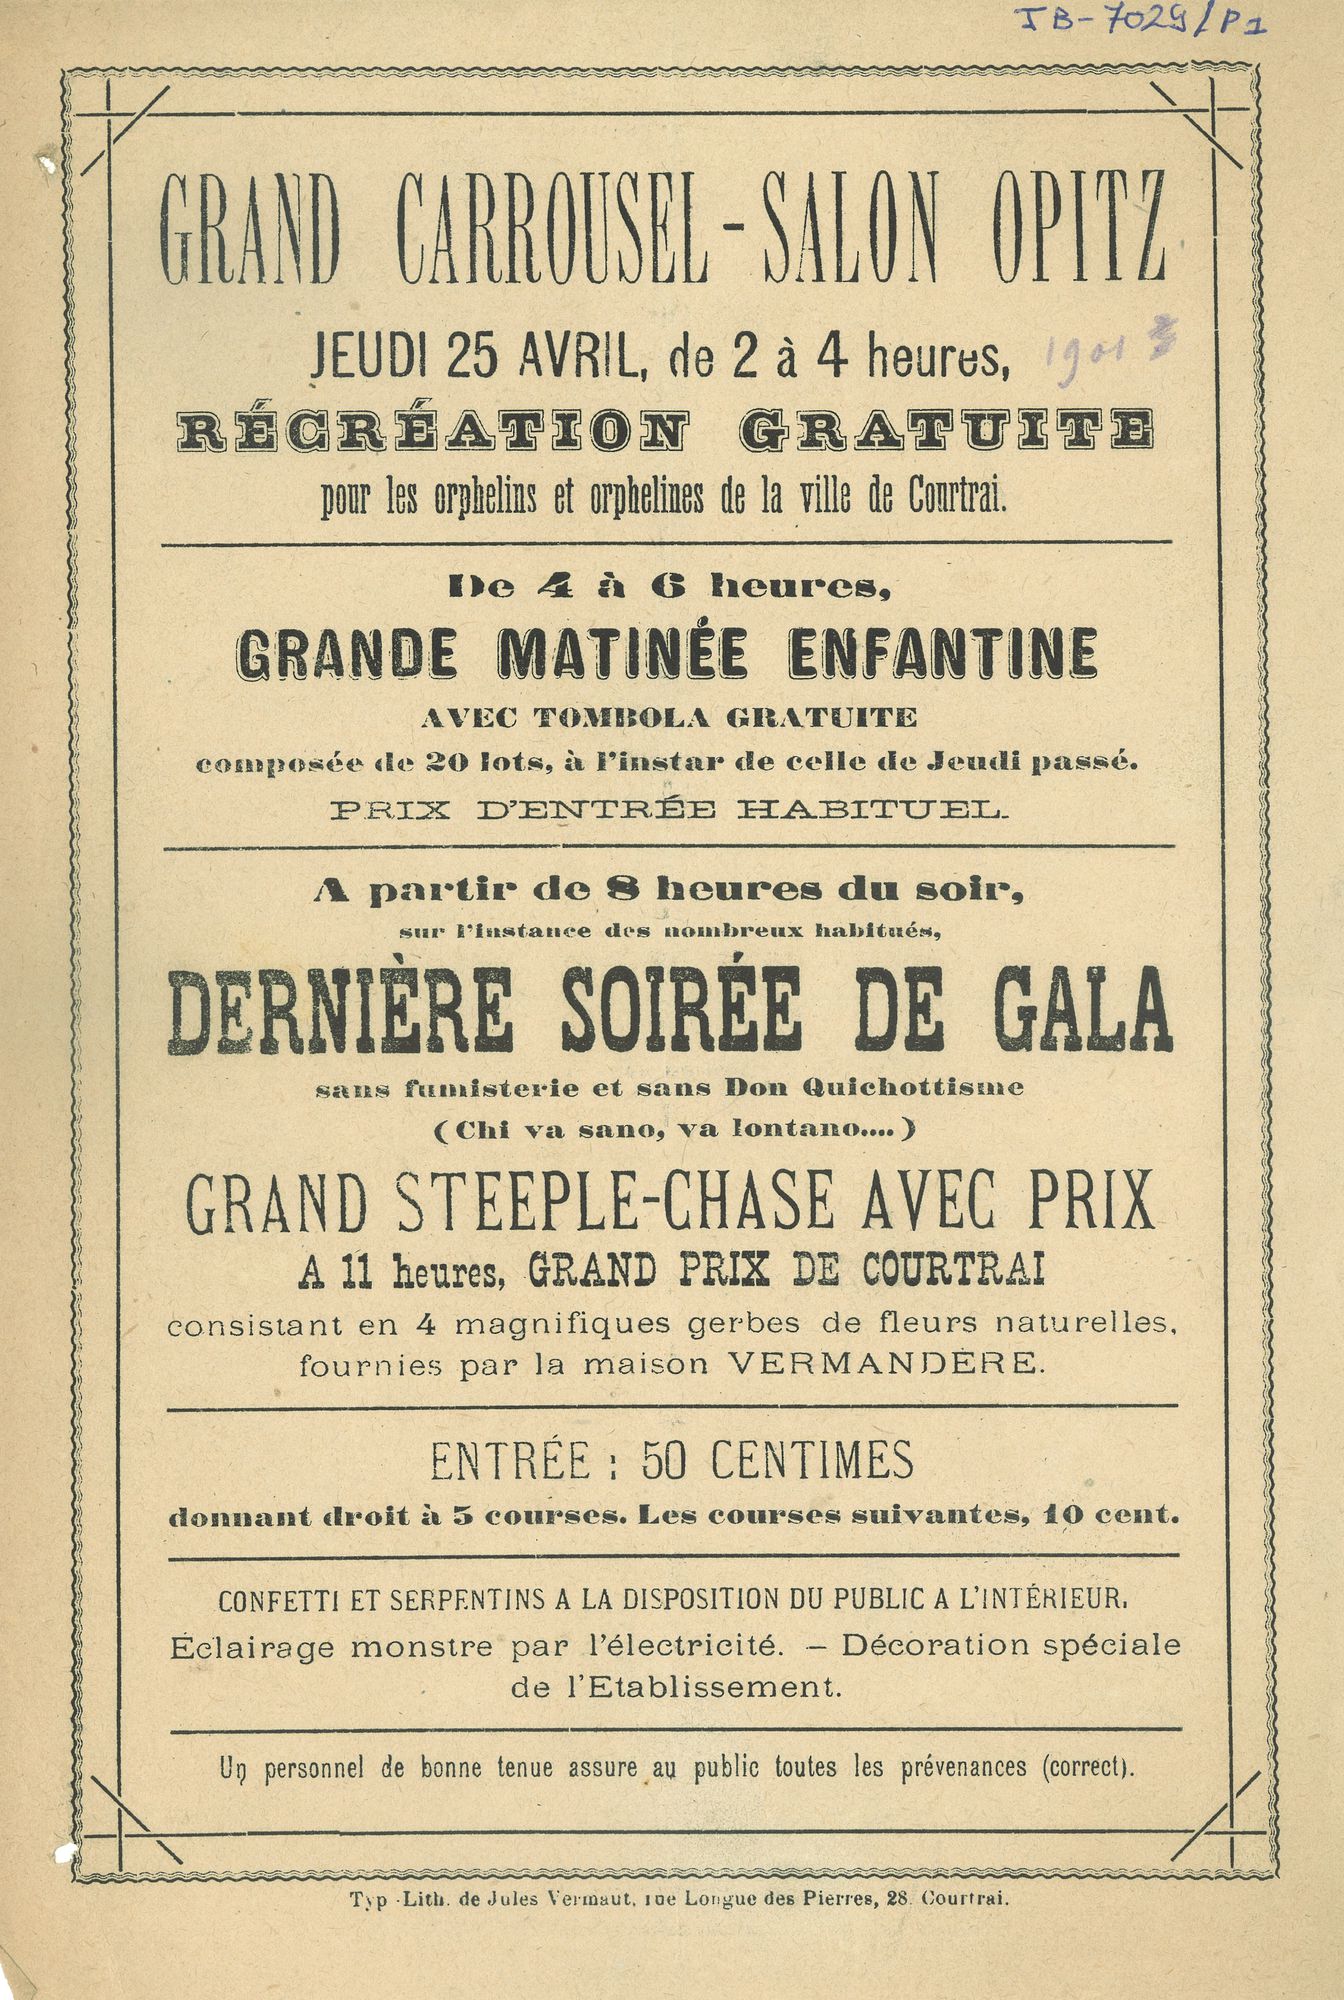 JB-7029/P1
GRAND CARROUSEL-SALON OPITZ
JEUDI 25 AVRIL, de 2 à 4 heures, 1901
RÉCRÉATION GRATUITE
pour les orphelins et orphelines de la ville de Courtrai.
De 4 à 6 heures,
GRANDE MATINÉE ENFANTINE
AVEC TOMBOLA GRATUITE
composée de 20 lots, à l'instar de celle de Jeudi passé.
PRIX D'ENTRÉE HABITUEL.
A partir de 8 heures du soir,
sur l'instance des nombreux habitués,
DERNIÈRE SOIRÉE DE GALA
sans fumisterie et sans Don Quichottisme
(Chi va sano, va lontano....)
GRAND STEEPLE-CHASE AVEC PRIX
A 11 heures, GRAND PRIX DE COURTRAI
consistant en 4 magnifiques gerbes de fleurs naturelles,
fournies par la maison VERMANDÈRE.
ENTRÉE : 50 CENTIMES
donnant droit à 5 courses. Les courses suivantes, 10 cent.
CONFETTI ET SERPENTINS A LA DISPOSITION DU PUBLIC A L'INTÉRIEUR.
Éclairage monstre par l'électricité. — Décoration spéciale
de l'Etablissement.
Un personnel de bonne tenue assure au public toutes les prévenances (correct).
Typ.-Lith. de Jules Vermaut, rue Longue des Pierres, 28. Courtrai.